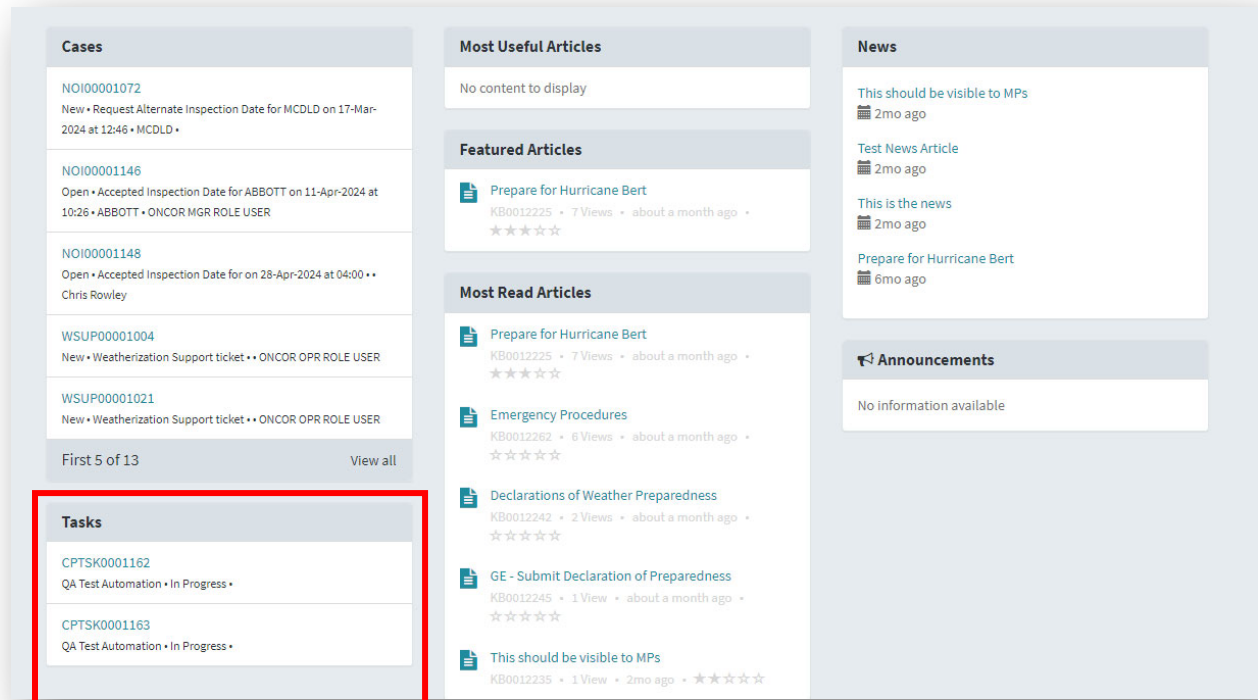 Cases
NOI00001072
New • Request Alternate Inspection Date for MCDLD on 17-Mar-
2024 at 12:46 • MCDLD •
NOI00001146
Open • Accepted Inspection Date for ABBOTT on 11-Apr-2024 at
10:26 • ABBOTT • ONCOR MGR ROLE USER
NOI00001148
Open • Accepted Inspection Date for on 28-Apr-2024 at 04:00 • •
Chris Rowley
WSUP00001004
New • Weatherization Support ticket • • ONCOR OPR ROLE USER
WSUP00001021
New • Weatherization Support ticket • • ONCOR OPR ROLE USER
First 5 of 13 View all
Tasks
CPTSK0001162
QA Test Automation • In Progress •
CPTSK0001163
QA Test Automation • In Progress •
Most Useful Articles
No content to display
Featured Articles
Prepare for Hurricane Bert
KB0012225 • 7 Views • about a month ago •
★★★☆☆
Most Read Articles
Prepare for Hurricane Bert
KB0012225 • 7 Views • about a month ago •
★★★☆☆
Emergency Procedures
KB0012262 • 6 Views • about a month ago •
☆☆☆☆☆
Declarations of Weather Preparedness
KB0012242 • 2 Views • about a month ago •
☆☆☆☆☆
GE - Submit Declaration of Preparedness
KB0012245 • 1 View • about a month ago •
☆☆☆☆☆
This should be visible to MPs
KB0012235 • 1 View • 2mo ago • ★★☆☆☆
News
This should be visible to MPs
2mo ago
Test News Article
2mo ago
This is the news
2mo ago
Prepare for Hurricane Bert
6mo ago
Announcements
No information available